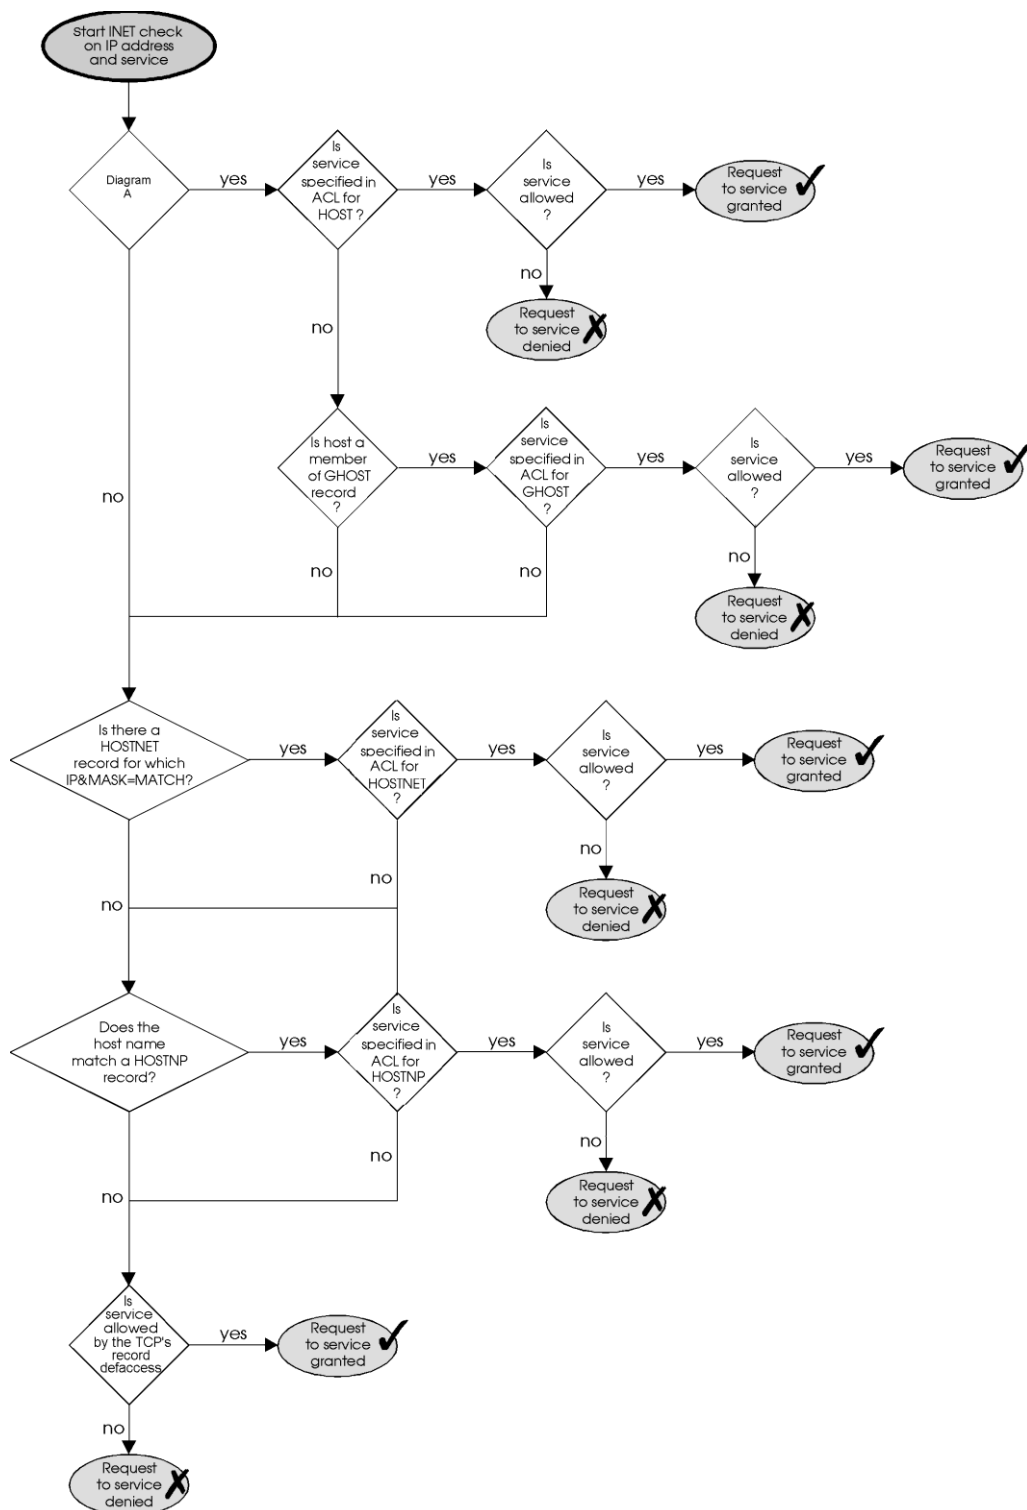 Start INET check
on IP address
and service
Diagram
A
yes
Is
service
specified in
ACL for
HOST ?
yes
Is
service
allowed
?
yes
Request
to service
granted
no
Request
to service
denied
no
no
Is host a
member
of GHOST
record
?
yes
Is
service
specified in
ACL for
GHOST
?
yes
Is
service
allowed
?
yes
Request
to service
granted
no
no
no
Request
to service
denied
Is there a
HOSTNET
record for which
IP&MASK=MATCH?
yes
Is
service
specified in
ACL for
HOSTNET
?
yes
Is
service
allowed
?
yes
Request
to service
granted
no
no
no
Request
to service
denied
Does the
host name
match a HOSTNP
record?
yes
Is
service
specified in
ACL for
HOSTNP
?
yes
Is
service
allowed
?
yes
Request
to service
granted
no
no
no
Request
to service
denied
Is
service
allowed
by the TCP's
record
defaccess
yes
Request
to service
granted
no
Request
to service
denied